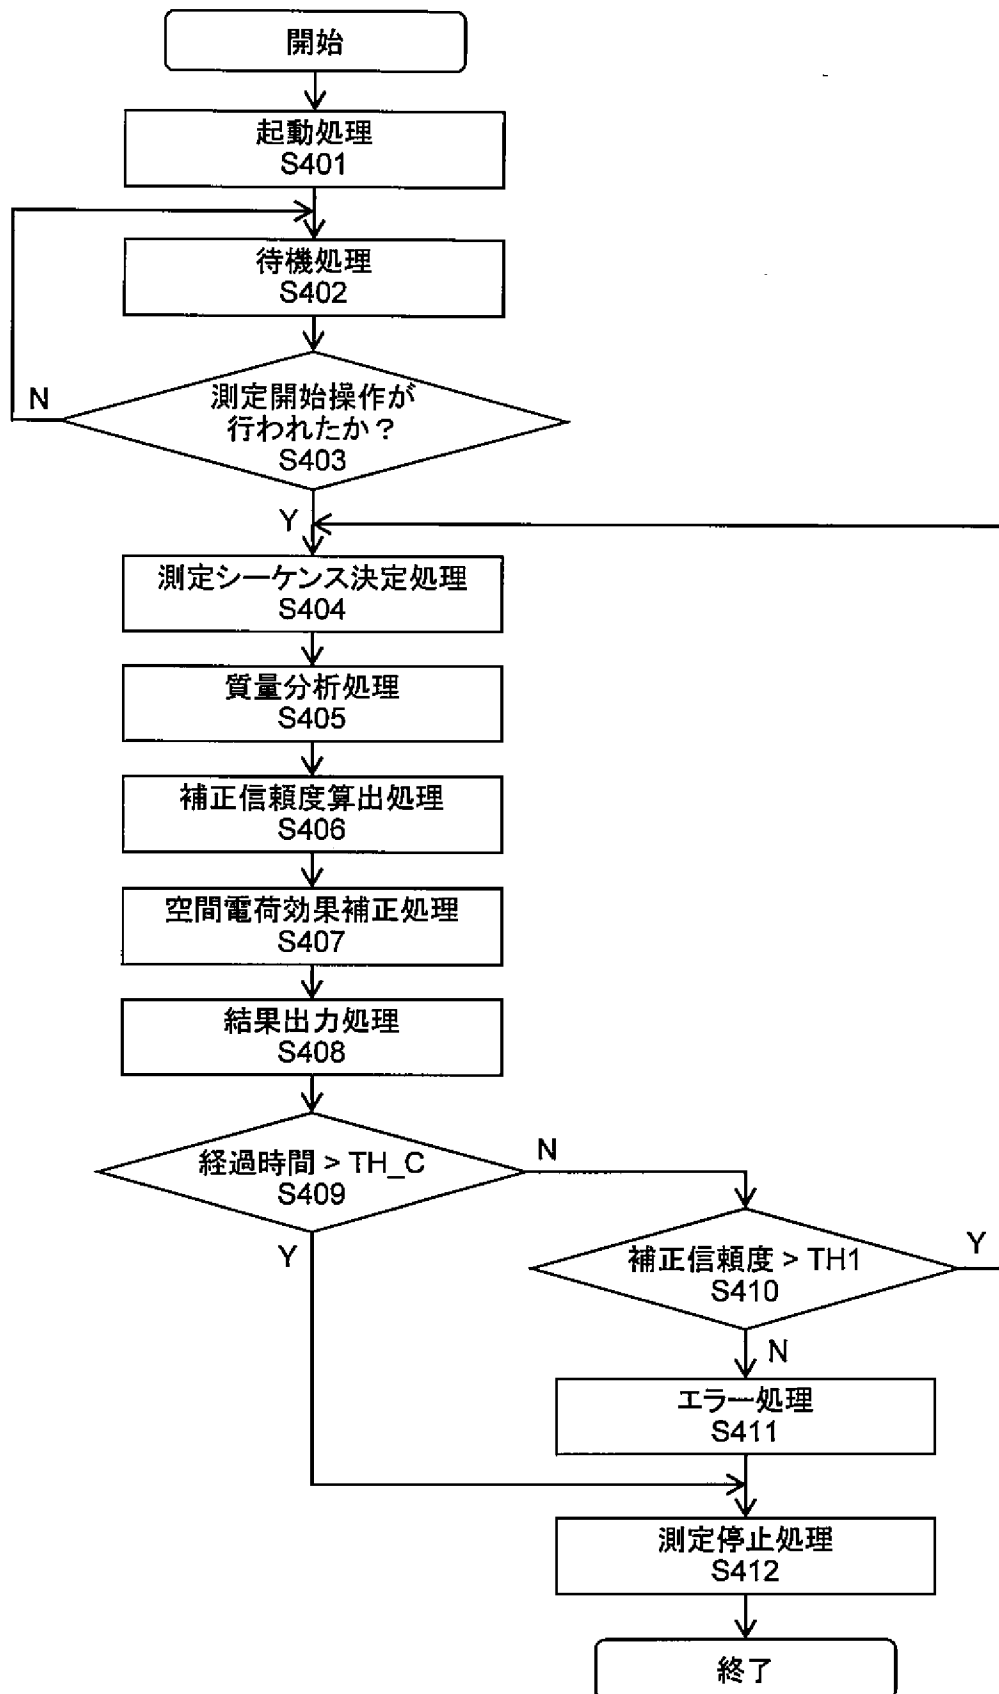 開始
起動処理
S401
待機処理
S402
測定開始操作が
行われたか？
S403
N
Y
測定シーケンス決定処理
S404
質量分析処理
S405
補正信頼度算出処理
S406
空間電荷効果補正処理
S407
結果出力処理
S408
経過時間 > TH_C
S409
N
Y
補正信頼度 > TH1
S410
Y
N
エラー処理
S411
測定停止処理
S412
終了